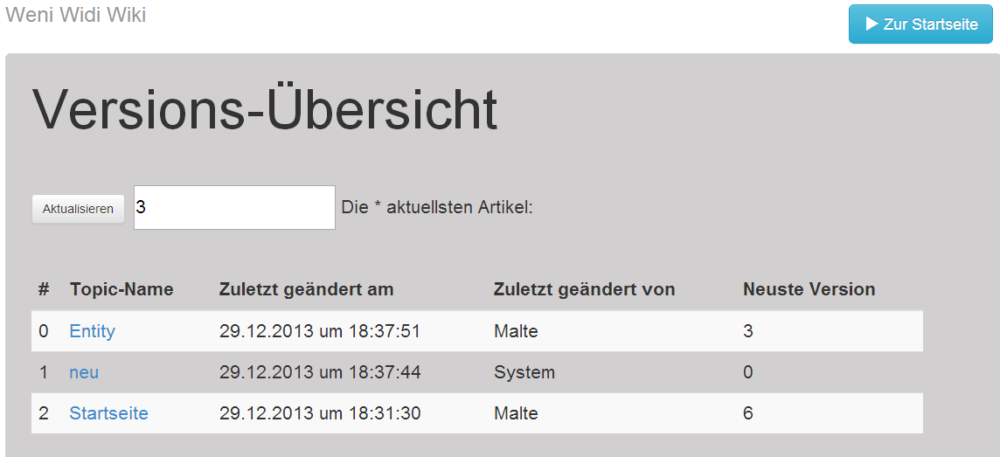 Weni Widi Wiki
▶ Zur Startseite
Versions-Übersicht
Aktualisieren 3 Die * aktuellsten Artikel:
# Topic-Name Zuletzt geändert am Zuletzt geändert von Neuste Version
0 Entity 29.12.2013 um 18:37:51 Malte 3
1 neu 29.12.2013 um 18:37:44 System 0
2 Startseite 29.12.2013 um 18:31:30 Malte 6